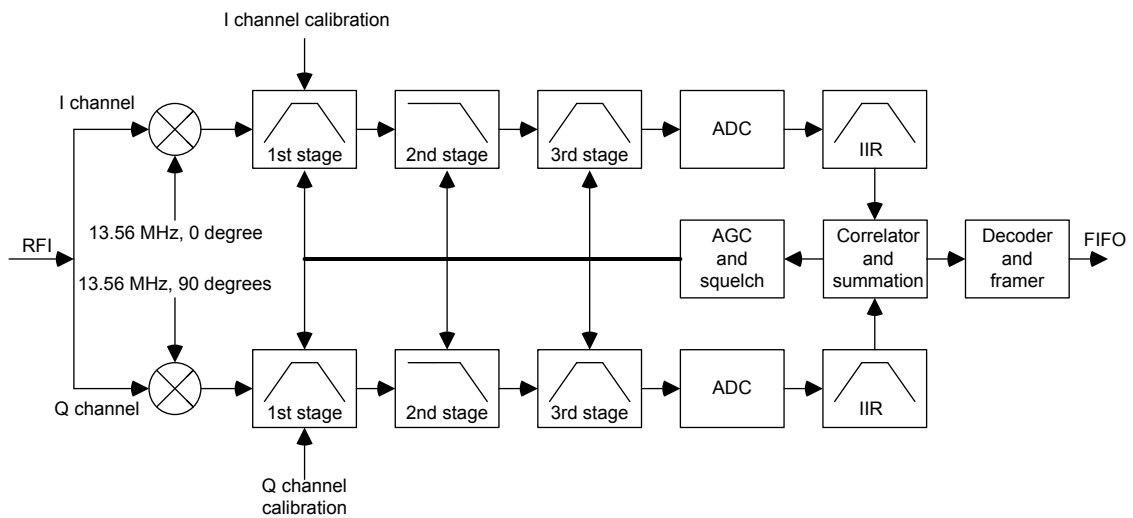 I channel calibration
I channel
1st stage
2nd stage
3rd stage
ADC
IIR
13.56 MHz, 0 degree
RFI
13.56 MHz, 90 degrees
AGC
and
squelch
Correlator
and
summation
Decoder
and
framer
FIFO
Q channel
1st stage
2nd stage
3rd stage
ADC
IIR
Q channel
calibration